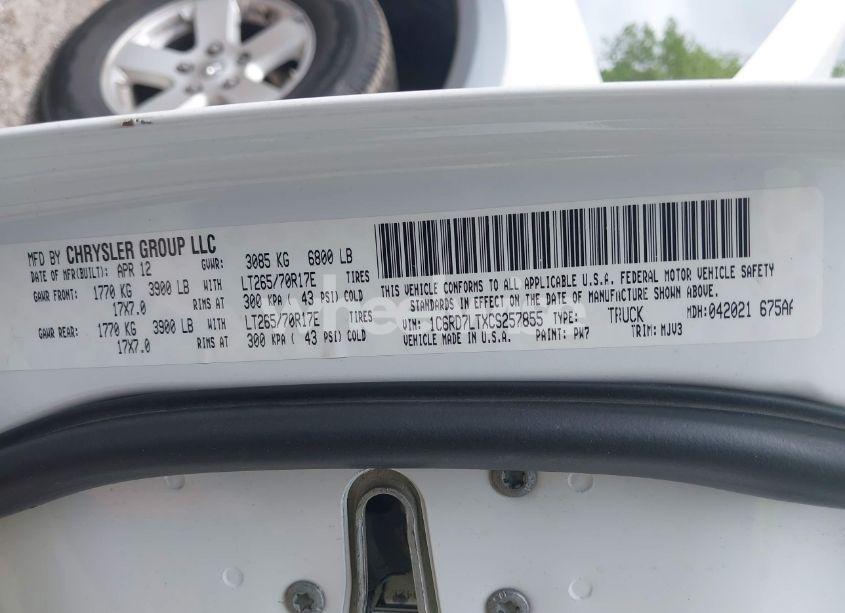 MFD BY CHRYSLER GROUP LLC
DATE OF MFR(BUILT): APR 12 GVWR: 3085 KG 6800 LB
GAWR FRONT: 1770 KG 3900 LB WITH LT265/70R17E TIRES
17X7.0 RIMS AT 300 KPA( 43 PSI) COLD
GAWR REAR: 1770 KG 3900 LB WITH LT265/70R17E TIRES
17X7.0 RIMS AT 300 KPA ( 43 PSI) COLD
THIS VEHICLE CONFORMS TO ALL APPLICABLE U.S.A. FEDERAL MOTOR VEHICLE SAFETY
STANDARDS IN EFFECT ON THE DATE OF MANUFACTURE SHOWN ABOVE.
VIN: 1C6RD7LTXCS257855 TYPE: TRUCK MDH: 042021 675AA
VEHICLE MADE IN U.S.A. PAINT: PW7 TRIM: MJV3